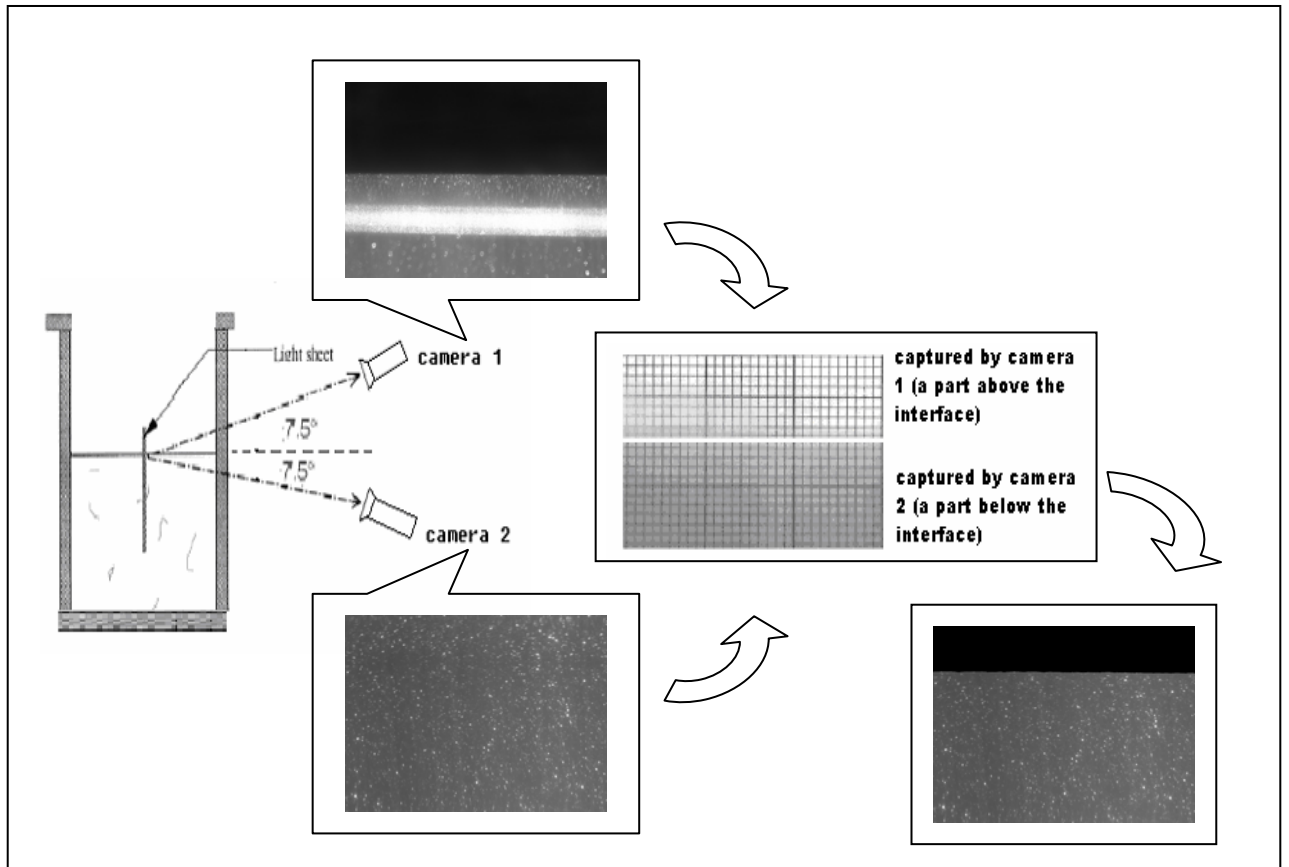 Light sheet
camera 1
7.5°
7.5°
camera 2
captured by camera
1 (a part above the
interface)
captured by camera
2 (a part below the
interface)